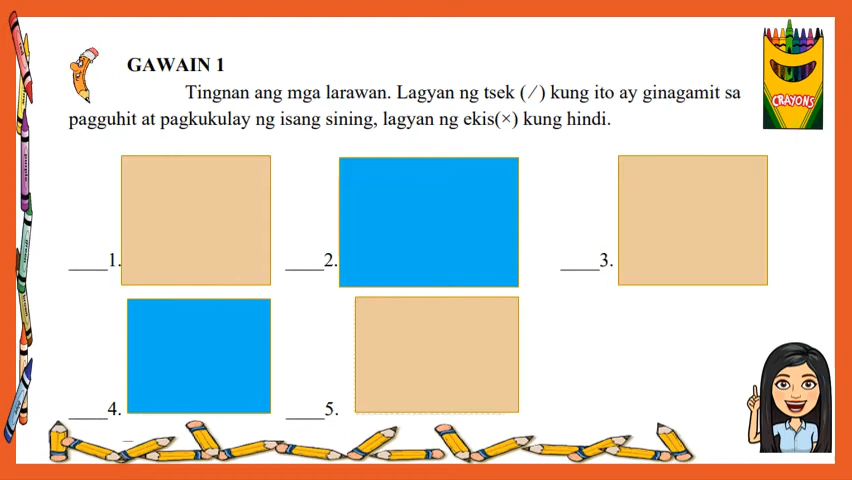 GAWAIN 1
Tingnan ang mga larawan. Lagyan ng tsek (∕) kung ito ay ginagamit sa
pagguhit at pagkukulay ng isang sining, lagyan ng ekis(×) kung hindi.
CRAYONS
____1. ____2. ____3.
____4. ____5.